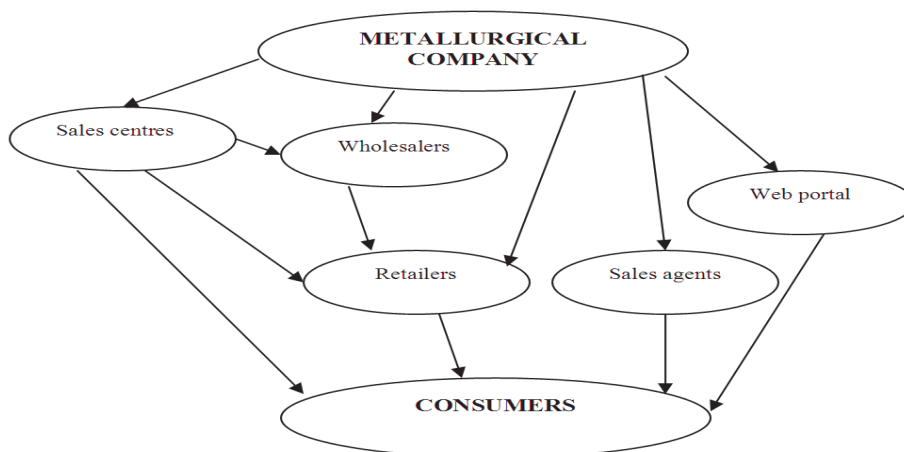 METALLURGICAL
COMPANY
Sales centres
Wholesalers
Web portal
Retailers
Sales agents
CONSUMERS